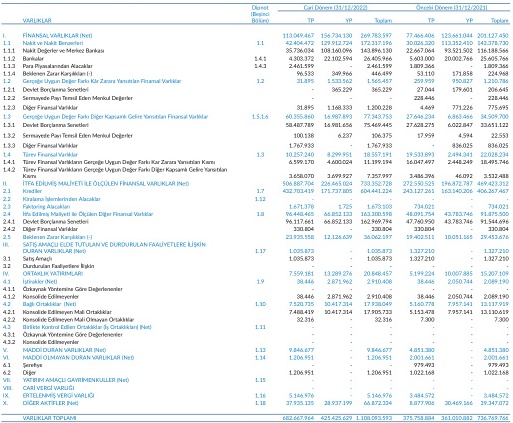 Dipnot Cari Dönem (31/12/2022) Önceki Dönem (31/12/2021)
VARLIKLAR (Beşinci Bölüm) TP YP Toplam TP YP Toplam
I. FİNANSAL VARLIKLAR (Net) 113.049.467 156.734.130 269.783.597 77.466.406 123.661.044 201.127.450
1.1 Nakit ve Nakit Benzerleri 1.1 42.404.472 129.912.724 172.317.196 30.026.320 113.352.410 143.378.730
1.1.1 Nakit Değerler ve Merkez Bankası 35.736.034 108.160.096 143.896.130 22.667.064 93.521.502 116.188.566
1.1.2 Bankalar 1.4.1 4.303.372 22.102.594 26.405.966 5.603.000 20.002.766 25.605.766
1.1.3 Para Piyasalarından Alacaklar 1.4.3 2.461.599 - 2.461.599 1.809.366 - 1.809.366
1.1.4 Beklenen Zarar Karşılıkları (-) 96.533 349.966 446.499 53.110 171.858 224.968
1.2 Gerçeğe Uygun Değer Farkı Kâr Zarara Yansıtılan Finansal Varlıklar 1.2 31.895 1.533.562 1.565.457 259.959 950.827 1.210.786
1.2.1 Devlet Borçlanma Senetleri - 365.229 365.229 27.044 179.601 206.645
1.2.2 Sermayede Payı Temsil Eden Menkul Değerler - - - 228.446 - 228.446
1.2.3 Diğer Finansal Varlıklar 31.895 1.168.333 1.200.228 4.469 771.226 775.695
1.3 Gerçeğe Uygun Değer Farkı Diğer Kapsamlı Gelire Yansıtılan Finansal Varlıklar 1.5,1.6 60.355.860 16.987.893 77.343.753 27.646.234 6.863.466 34.509.700
1.3.1 Devlet Borçlanma Senetleri 58.487.789 16.981.656 75.469.445 27.628.275 6.022.847 33.651.122
1.3.2 Sermayede Payı Temsil Eden Menkul Değerler 100.138 6.237 106.375 17.959 4.594 22.553
1.3.3 Diğer Finansal Varlıklar 1.767.933 - 1.767.933 - 836.025 836.025
1.4 Türev Finansal Varlıklar 1.3 10.257.240 8.299.951 18.557.191 19.533.893 2.494.341 22.028.234
1.4.1 Türev Finansal Varlıkların Gerçeğe Uygun Değer Farkı Kar Zarara Yansıtılan Kısmı 6.599.170 4.600.024 11.199.194 16.047.497 2.448.249 18.495.746
1.4.2 Türev Finansal Varlıkların Gerçeğe Uygun Değer Farkı Diğer Kapsamlı Gelire Yansıtılan
Kısmı 3.658.070 3.699.927 7.357.997 3.486.396 46.092 3.532.488
II. İTFA EDİLMİŞ MALİYETİ İLE ÖLÇÜLEN FİNANSAL VARLIKLAR (Net) 506.887.704 226.465.024 733.352.728 272.550.525 196.872.787 469.423.312
2.1 Krediler 1.7 432.703.419 171.737.805 604.441.224 243.127.261 163.140.206 406.267.467
2.2 Kiralama İşlemlerinden Alacaklar 1.12 - - - - - -
2.3 Faktoring Alacakları 1.671.378 1.725 1.673.103 734.021 - 734.021
2.4 İtfa Edilmiş Maliyeti ile Ölçülen Diğer Finansal Varlıklar 1.8 96.448.465 66.852.133 163.300.598 48.091.754 43.783.746 91.875.500
2.4.1 Devlet Borçlanma Senetleri 96.117.661 66.852.133 162.969.794 47.760.950 43.783.746 91.544.696
2.4.2 Diğer Finansal Varlıklar 330.804 - 330.804 330.804 - 330.804
2.5 Beklenen Zarar Karşılıkları (-) 23.935.558 12.126.639 36.062.197 19.402.511 10.051.165 29.453.676
III. SATIŞ AMAÇLI ELDE TUTULAN VE DURDURULAN FAALİYETLERE İLİŞKİN
DURAN VARLIKLAR (Net) 1.17 1.035.873 - 1.035.873 1.327.210 - 1.327.210
3.1 Satış Amaçlı 1.035.873 - 1.035.873 1.327.210 - 1.327.210
3.2 Durdurulan Faaliyetlere İlişkin - - - - - -
IV. ORTAKLIK YATIRIMLARI 7.559.181 13.289.276 20.848.457 5.199.224 10.007.885 15.207.109
4.1 İştirakler (Net) 1.9 38.446 2.871.962 2.910.408 38.446 2.050.744 2.089.190
4.1.1 Özkaynak Yöntemine Göre Değerlenenler - - - - - -
4.1.2 Konsolide Edilmeyenler 38.446 2.871.962 2.910.408 38.446 2.050.744 2.089.190
4.2 Bağlı Ortaklıklar (Net) 1.10 7.520.735 10.417.314 17.938.049 5.160.778 7.957.141 13.117.919
4.2.1 Konsolide Edilmeyen Mali Ortaklıklar 7.488.419 10.417.314 17.905.733 5.153.478 7.957.141 13.110.619
4.2.2 Konsolide Edilmeyen Mali Olmayan Ortaklıklar 32.316 - 32.316 7.300 - 7.300
4.3 Birlikte Kontrol Edilen Ortaklıklar (İş Ortaklıkları) (Net) 1.11 - - - - - -
4.3.1 Özkaynak Yöntemine Göre Değerlenenler - - - - - -
4.3.2 Konsolide Edilmeyenler - - - - - -
V. MADDİ DURAN VARLIKLAR (Net) 1.13 9.846.677 - 9.846.677 4.851.380 - 4.851.380
VI. MADDİ OLMAYAN DURAN VARLIKLAR (Net) 1.14 1.206.951 - 1.206.951 2.001.661 - 2.001.661
6.1 Şerefiye - - - 979.493 - 979.493
6.2 Diğer 1.206.951 - 1.206.951 1.022.168 - 1.022.168
VII. YATIRIM AMAÇLI GAYRİMENKULLER (Net) 1.15 - - - - - -
VIII. CARİ VERGİ VARLIĞI - - - - - -
IX. ERTELENMİŞ VERGİ VARLIĞI 1.16 5.146.976 - 5.146.976 3.484.572 - 3.484.572
X. DİĞER AKTİFLER (Net) 1.18 37.935.135 28.937.199 66.872.334 8.877.906 30.469.166 39.347.072
VARLIKLAR TOPLAMI 682.667.964 425.425.629 1.108.093.593 375.758.884 361.010.882 736.769.766